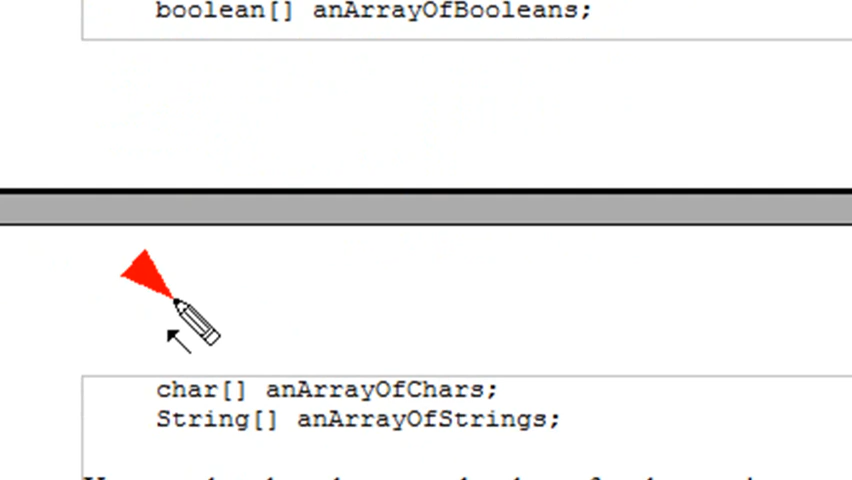 boolean[] anArrayOfBooleans;
char[] anArrayOfChars;
String[] anArrayOfStrings;